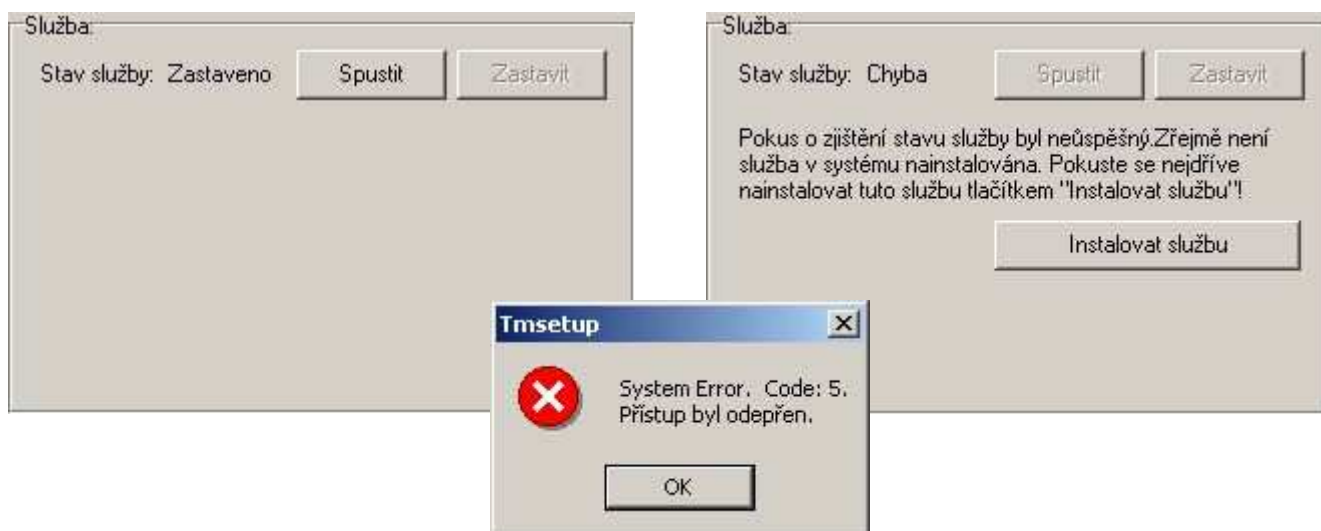 Služba:
Stav služby: Zastaveno
Spustit
Zastavit
Služba:
Stav služby: Chyba
Spustit
Zastavit
Pokus o zjištění stavu služby byl neûspěšný.Zřejmě není
služba v systému nainstalována. Pokuste se nejdříve
nainstalovat tuto službu tlačítkem "Instalovat službu"!
Instalovat službu
Tmsetup
System Error. Code: 5.
Přístup byl odepřen.
OK